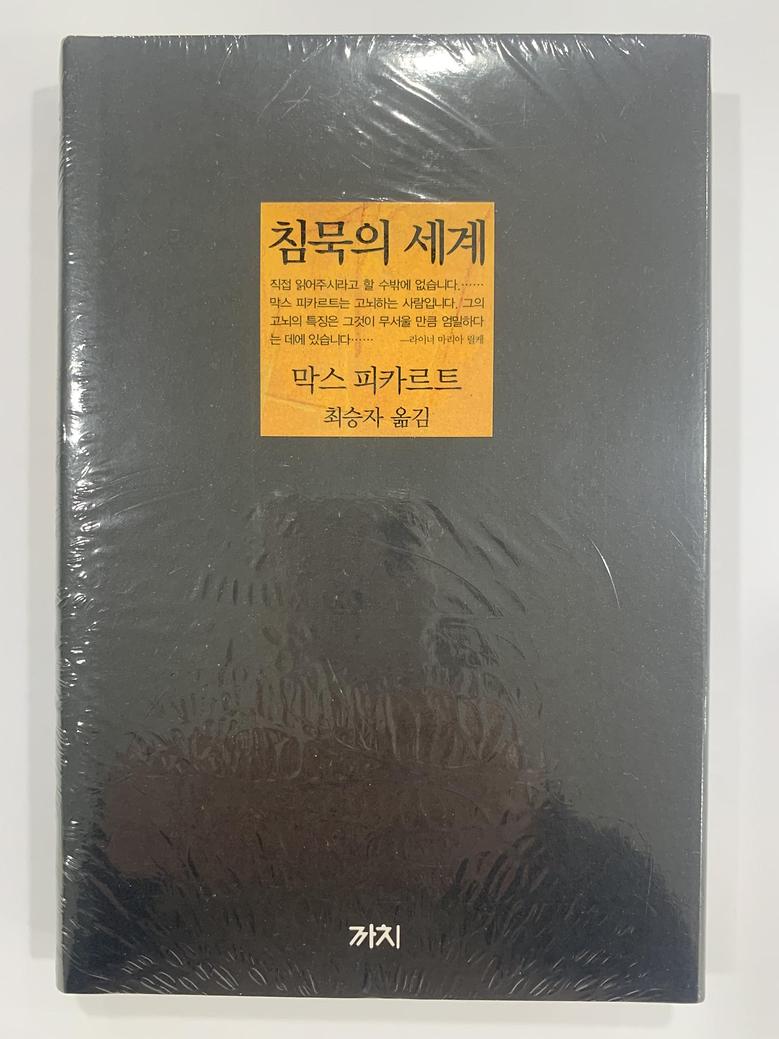 침묵의 세계
직접 읽어주시라고 할 수밖에 없습니다.……
막스 피카르트는 고뇌하는 사람입니다. 그의
고뇌의 특징은 그것이 무서울 만큼 엄밀하다
는 데에 있습니다…… —라이너 마리아 릴케
막스 피카르트
최승자 옮김
까치